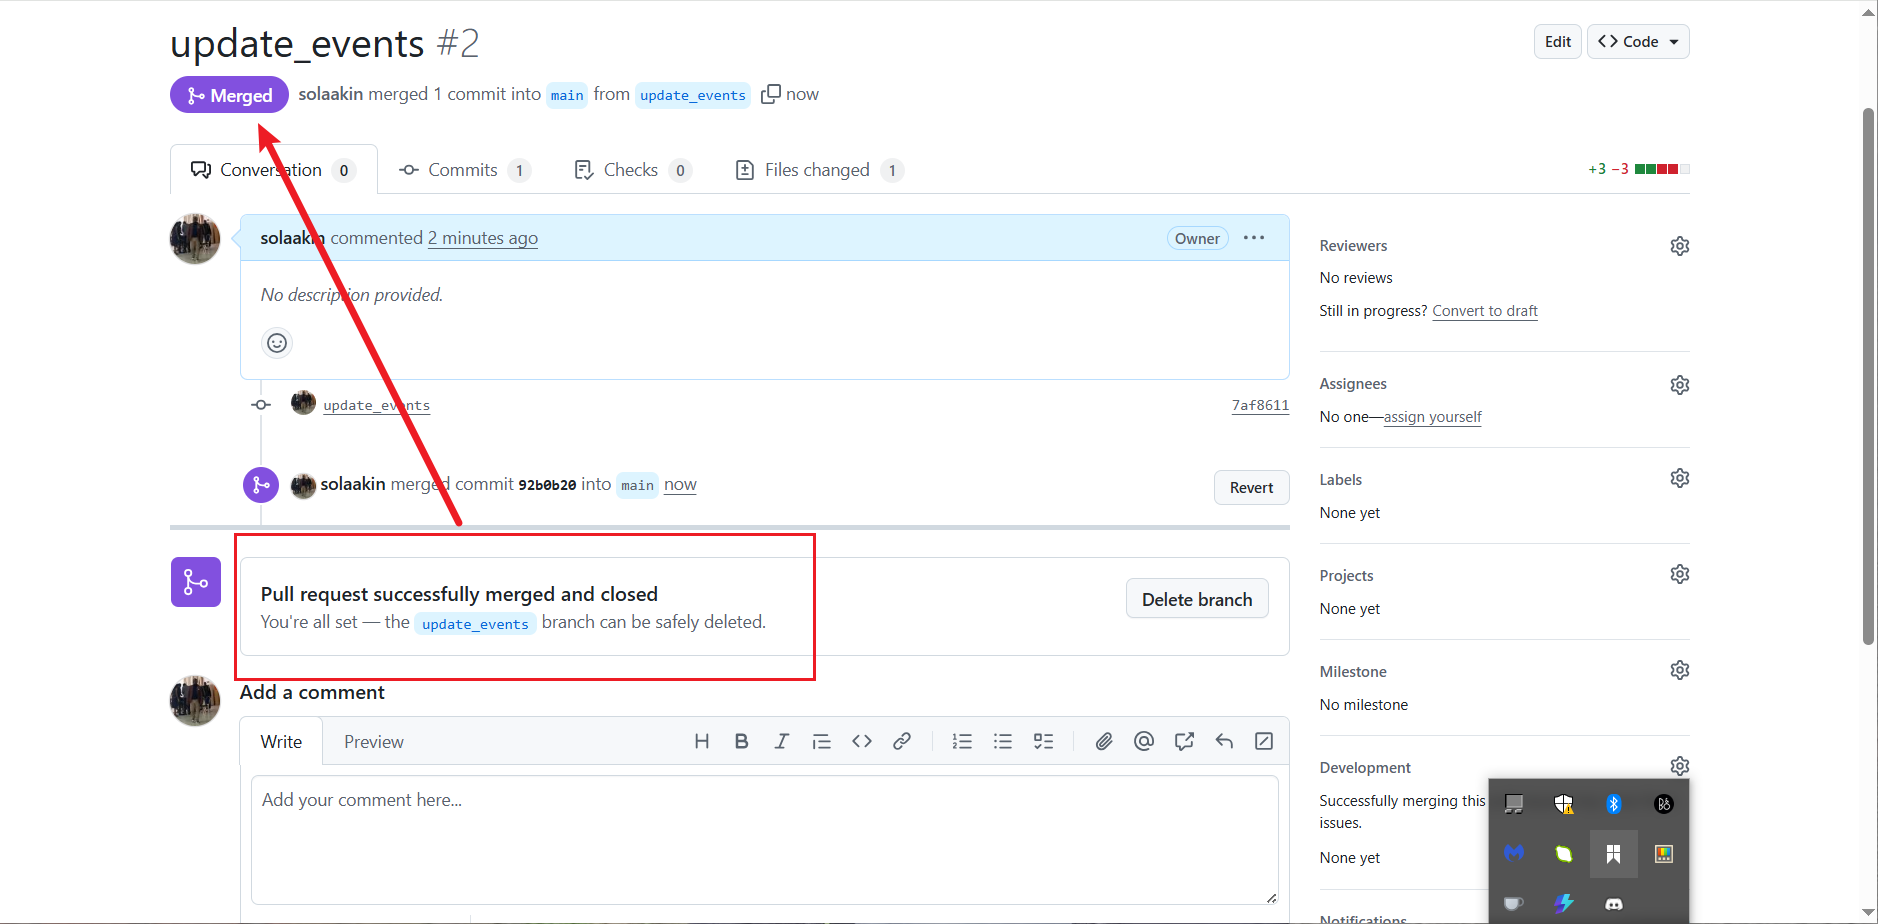 update_events #2
Edit
Code
Merged
solaakin merged 1 commit into main from update_events now
Conversation 0
Commits 1
Checks 0
Files changed 1
+3 −3
solaakin commented 2 minutes ago
Owner
No description provided.
update_events
7af8611
solaakin merged commit 92b0b20 into main now
Revert
Pull request successfully merged and closed
You're all set — the update_events branch can be safely deleted.
Delete branch
Add a comment
Write
Preview
Add your comment here...
Reviewers
No reviews
Still in progress? Convert to draft
Assignees
No one—assign yourself
Labels
None yet
Projects
None yet
Milestone
No milestone
Development
Successfully merging this
issues.
None yet
Notifications